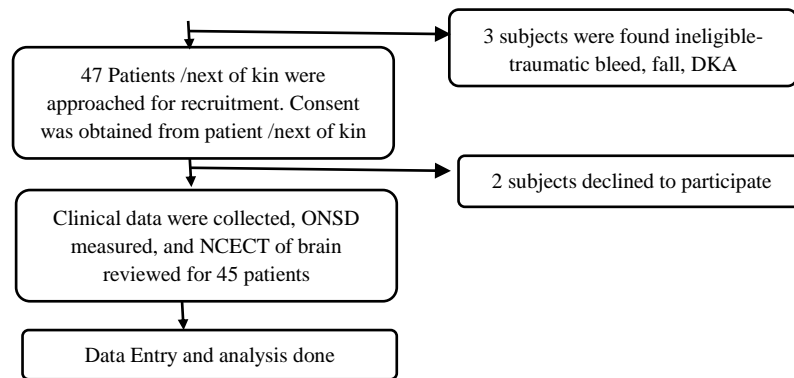 3 subjects were found ineligible-
traumatic bleed, fall, DKA
47 Patients /next of kin were
approached for recruitment. Consent
was obtained from patient /next of kin
2 subjects declined to participate
Clinical data were collected, ONSD
measured, and NCECT of brain
reviewed for 45 patients
Data Entry and analysis done